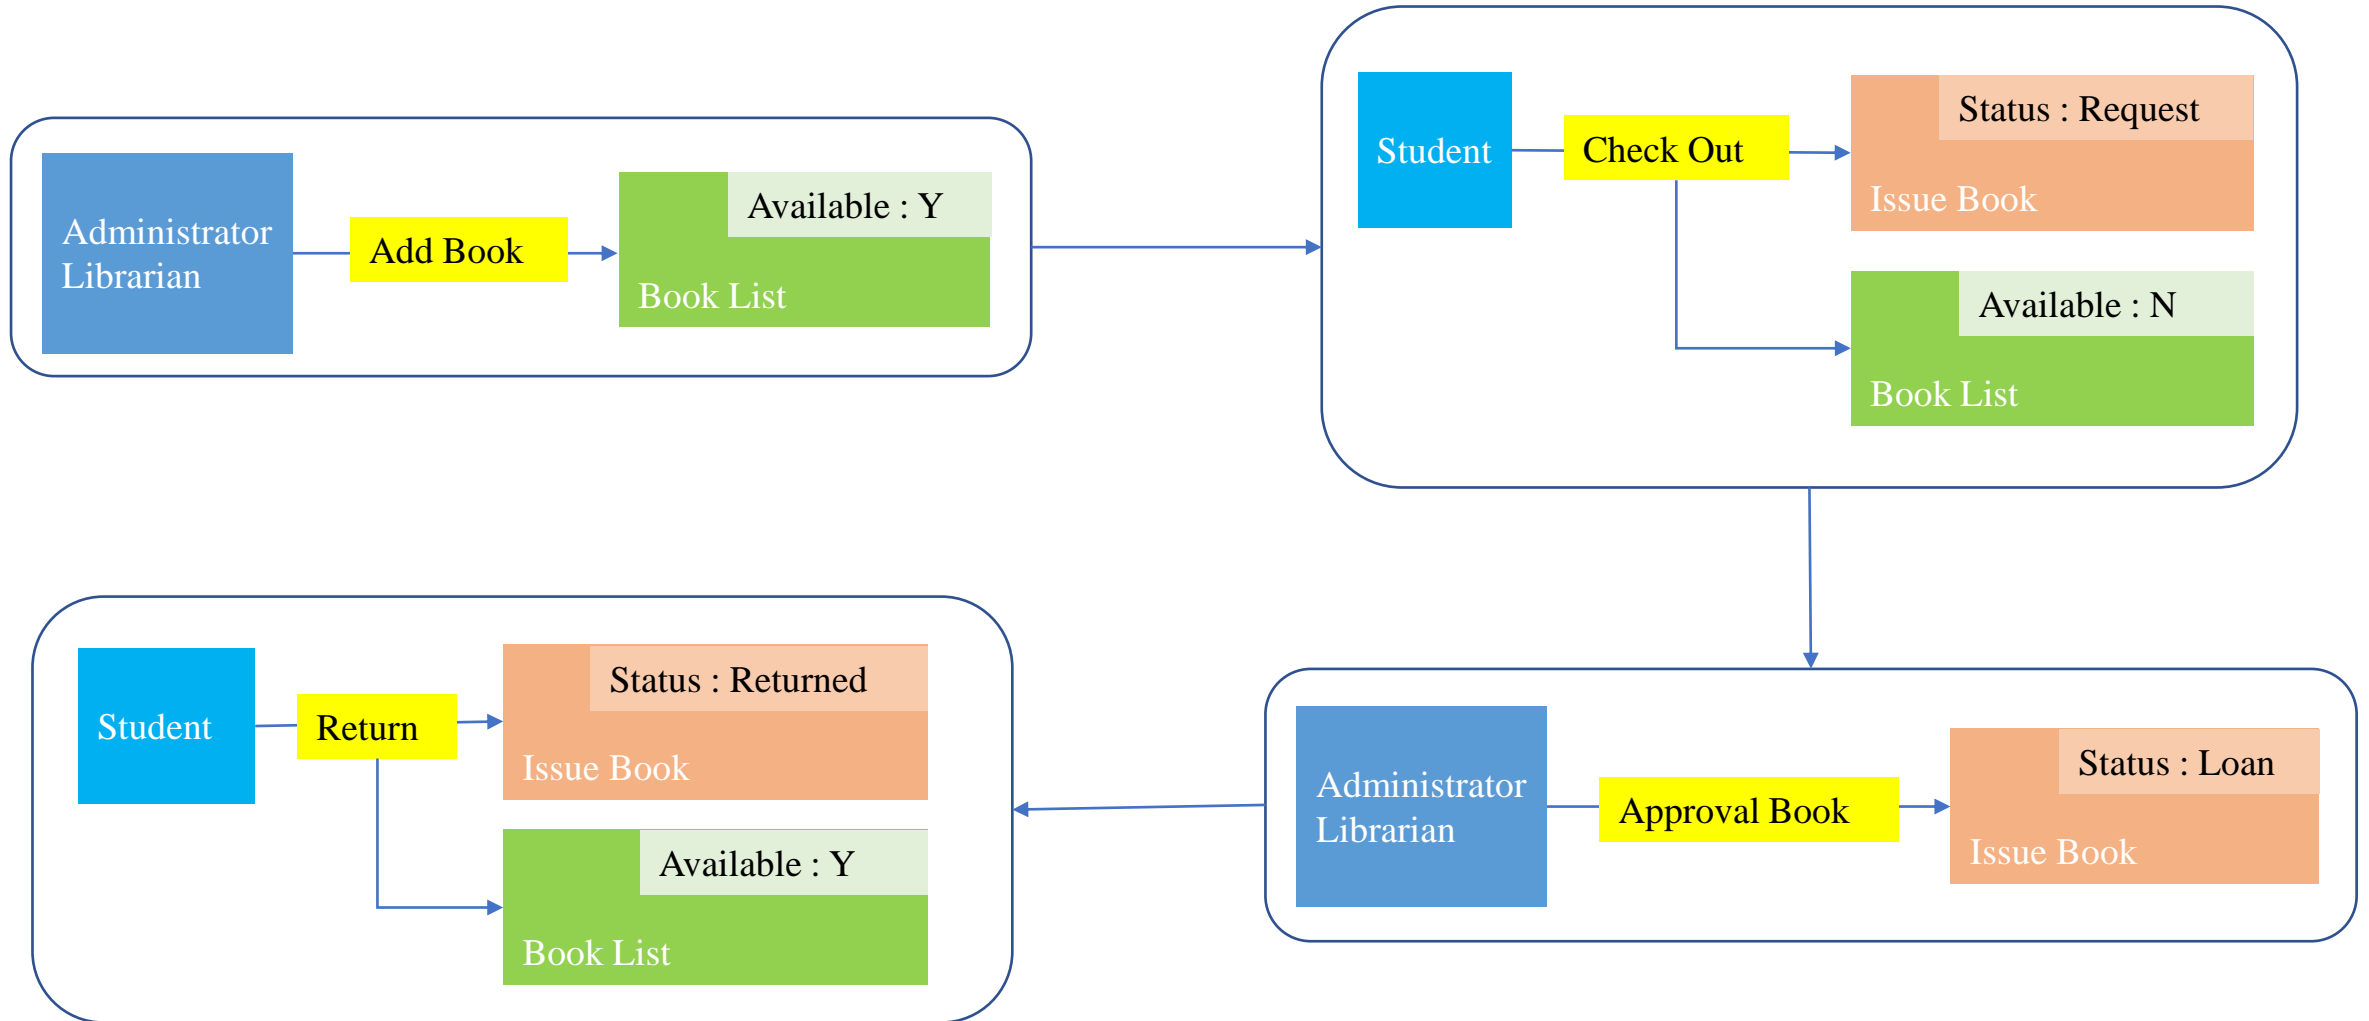 Administrator
Librarian
Add Book
Available : Y
Book List
Student
Check Out
Status : Request
Issue Book
Available : N
Book List
Student
Return
Status : Returned
Issue Book
Available : Y
Book List
Administrator
Librarian
Approval Book
Status : Loan
Issue Book